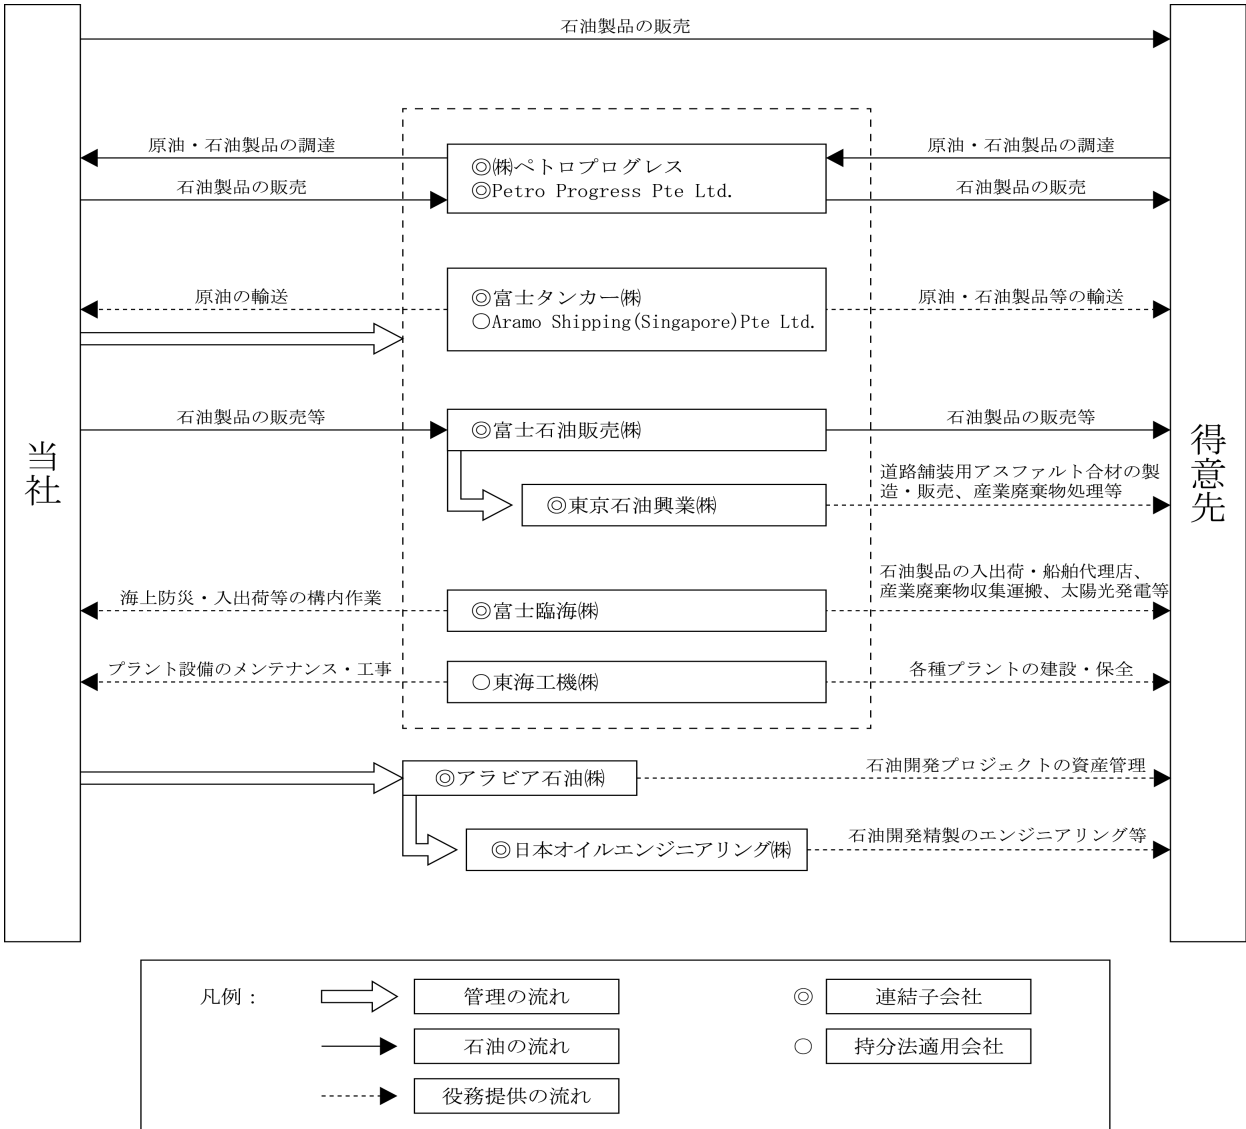 石油製品の販売
原油・石油製品の調達
原油・石油製品の調達
◎㈱ペトロプログレス
◎Petro Progress Pte Ltd.
石油製品の販売
石油製品の販売
原油の輸送
◎富士タンカー㈱
○Aramo Shipping(Singapore)Pte Ltd.
原油・石油製品等の輸送
石油製品の販売等
◎富士石油販売㈱
石油製品の販売等
当社
得意先
◎東京石油興業㈱
道路舗装用アスファルト合材の製
造・販売、産業廃棄物処理等
海上防災・入出荷等の構内作業
◎富士臨海㈱
石油製品の入出荷・船舶代理店、
産業廃棄物収集運搬、太陽光発電等
プラント設備のメンテナンス・工事
○東海工機㈱
各種プラントの建設・保全
◎アラビア石油㈱
石油開発プロジェクトの資産管理
◎日本オイルエンジニアリング㈱
石油開発精製のエンジニアリング等
凡例：
管理の流れ
◎
連結子会社
石油の流れ
○
持分法適用会社
役務提供の流れ